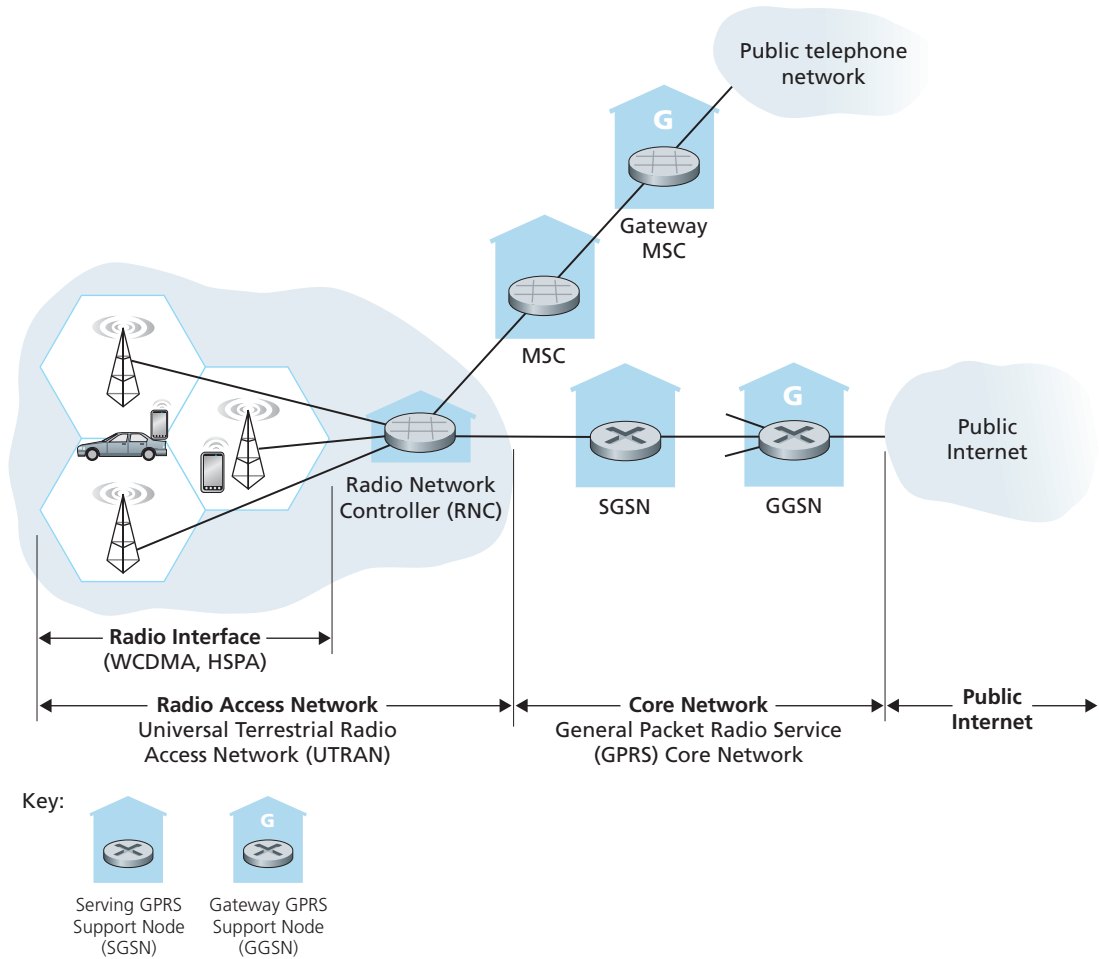 Public telephone
network
G
Gateway
MSC
MSC
G
SGSN
GGSN
Public
Internet
Radio Network
Controller (RNC)
Radio Interface
(WCDMA, HSPA)
Radio Access Network
Universal Terrestrial Radio
Access Network (UTRAN)
Core Network
General Packet Radio Service
(GPRS) Core Network
Public
Internet
Key:
G
Serving GPRS
Support Node
(SGSN)
Gateway GPRS
Support Node
(GGSN)